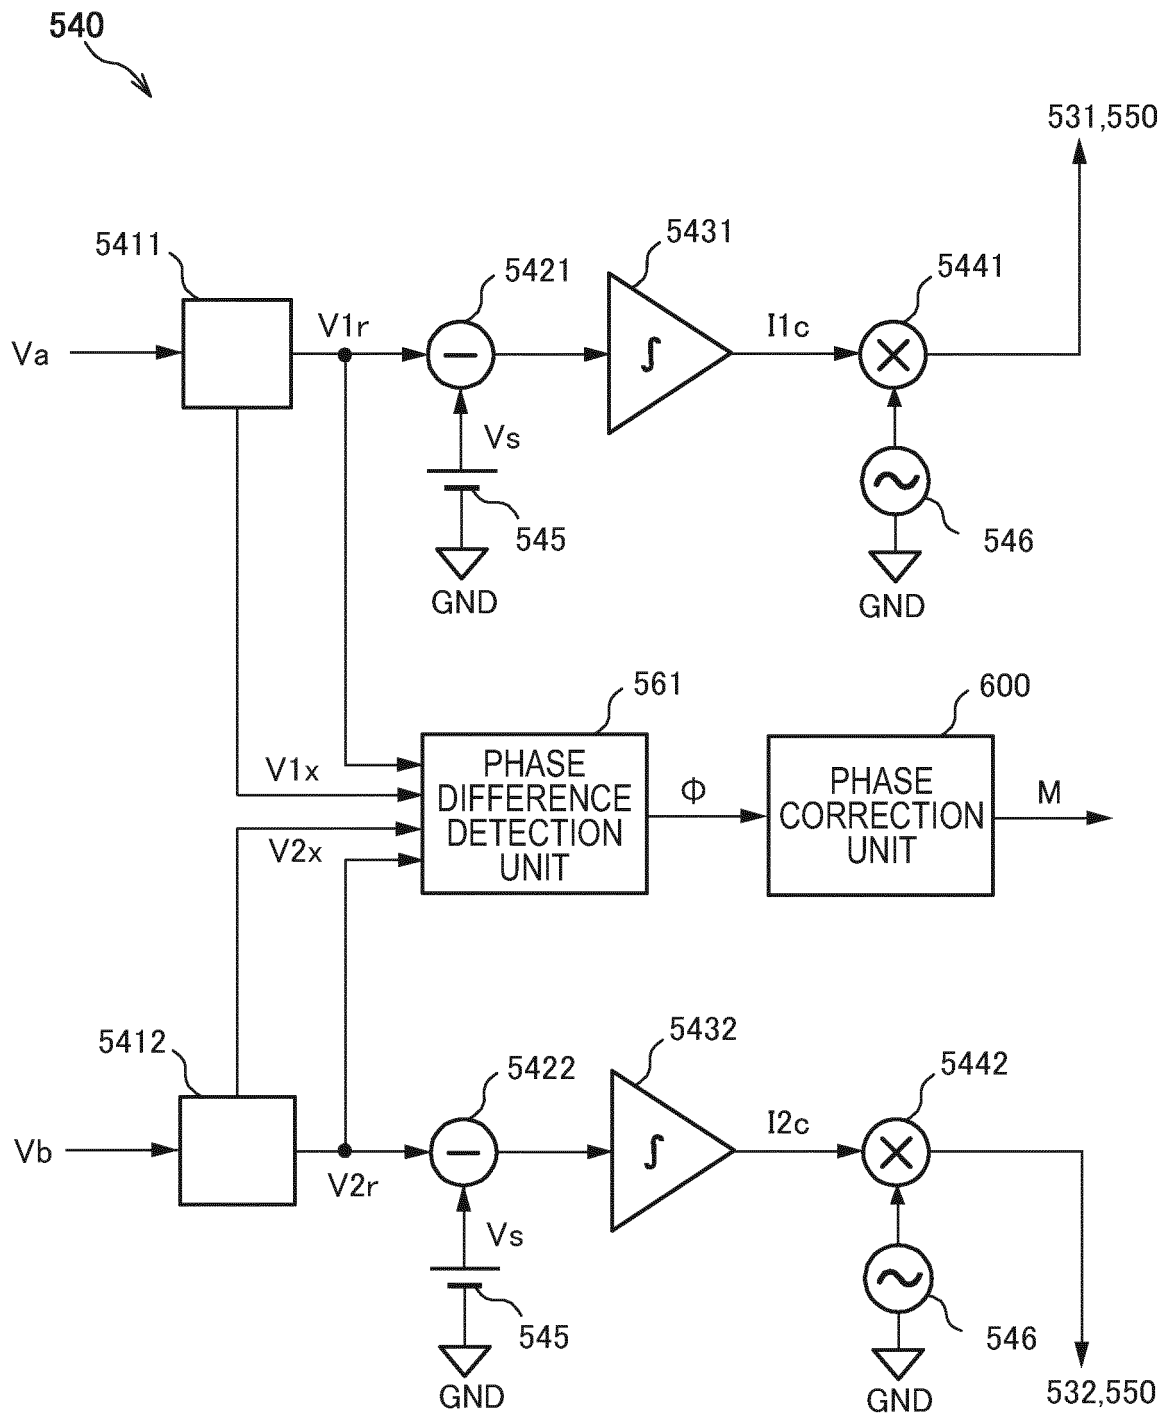 540
531,550
5411
5421
5431
5441
Va
V1r
I1c
Vs
545
546
GND
GND
561
600
V1x
V2x
PHASE
DIFFERENCE
DETECTION
UNIT
Φ
PHASE
CORRECTION
UNIT
M
5412
5422
5432
5442
Vb
V2r
I2c
Vs
545
546
GND
GND
532,550